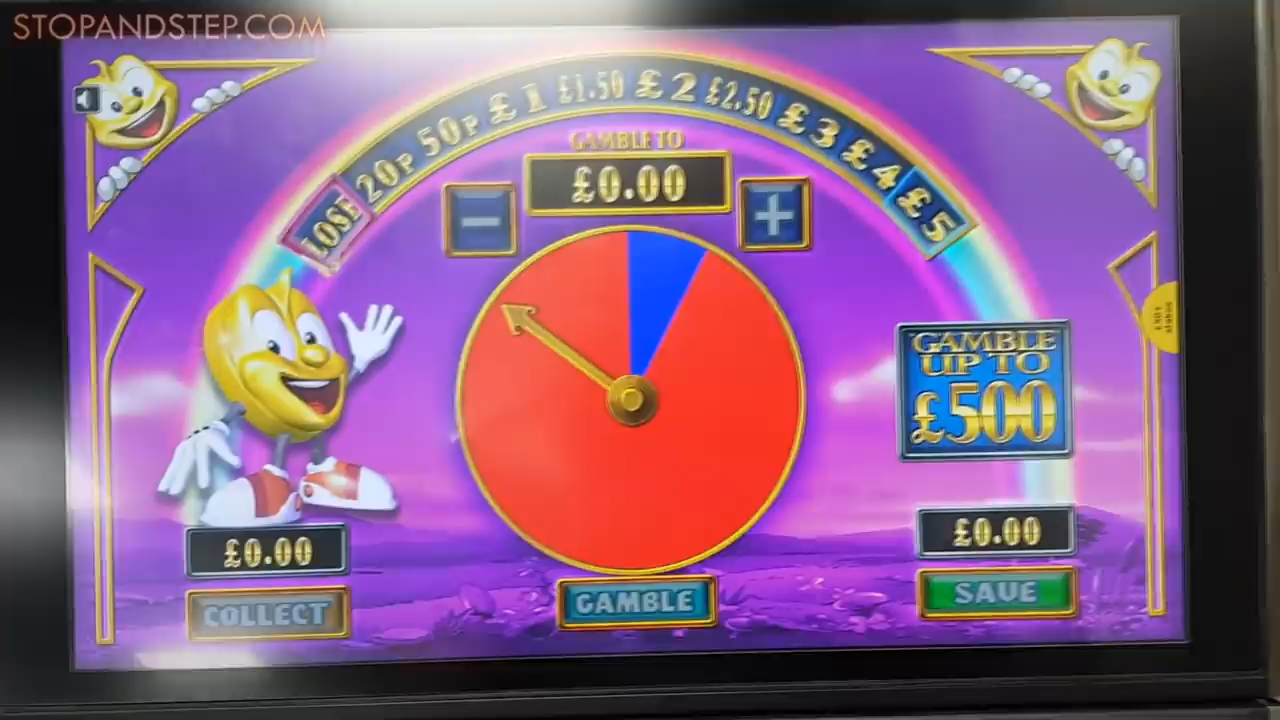 STOPANDSTEP.COM
LOSE 20P 50P £1 £1.50 £2 £2.50 £3 £4 £5
GAMBLE TO
£0.00
GAMBLE
UP TO
£500
£0.00
£0.00
COLLECT
GAMBLE
SAVE